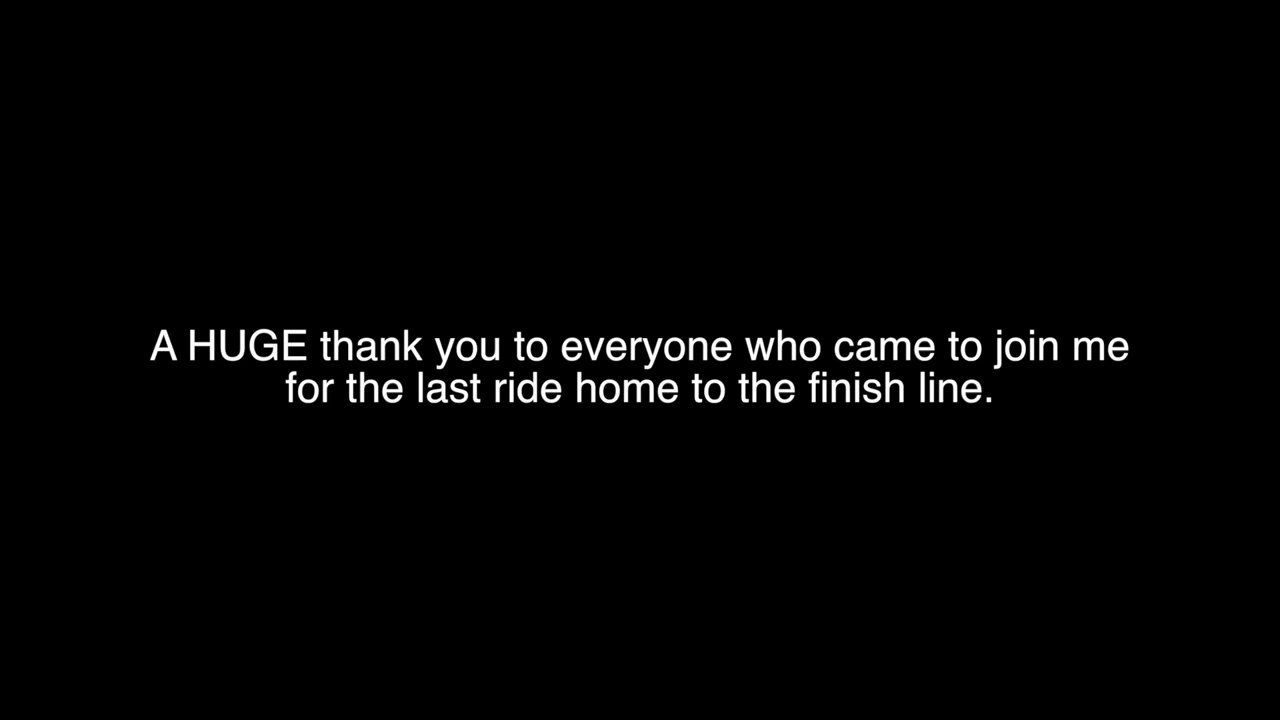 A HUGE thank you to everyone who came to join me
for the last ride home to the finish line.